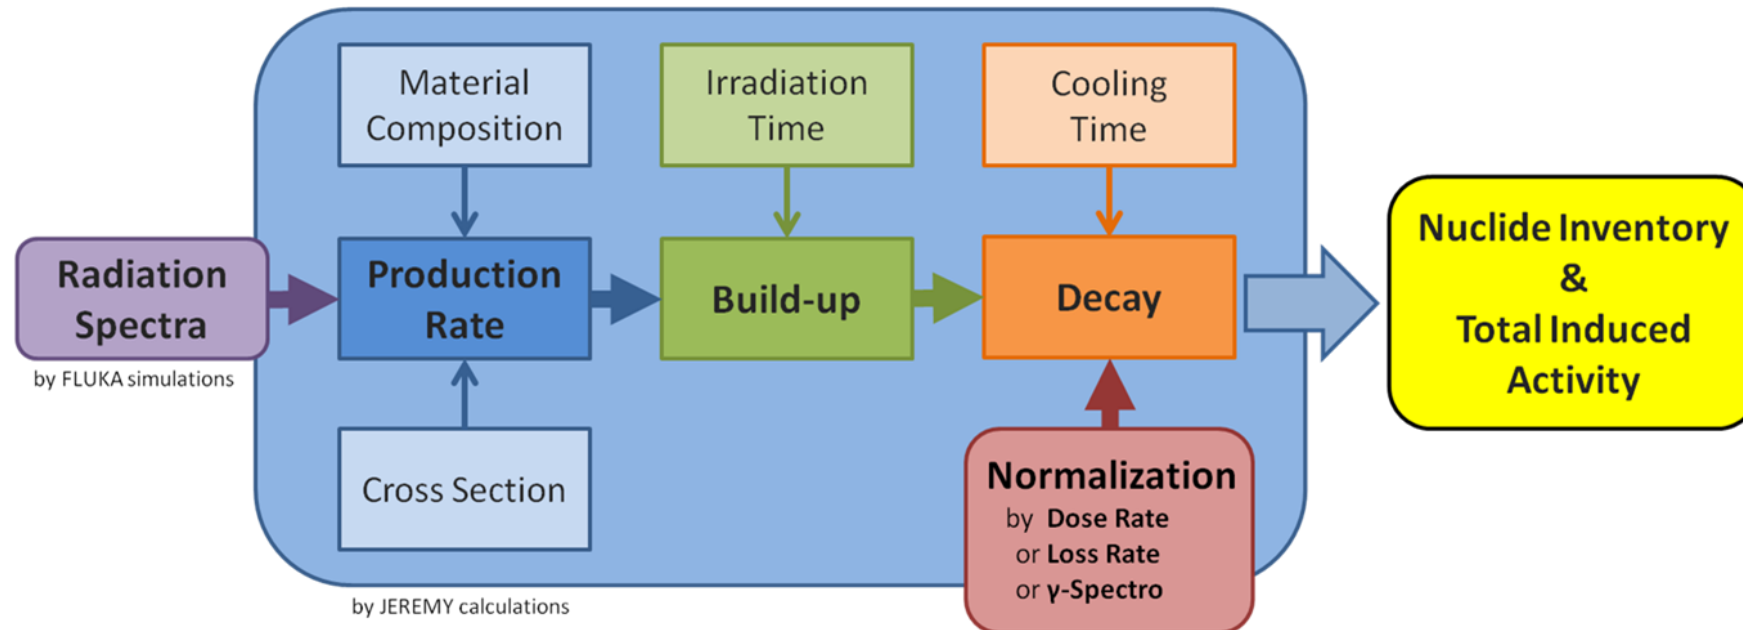 Material
Composition
Irradiation
Time
Cooling
Time
Radiation
Spectra
by FLUKA simulations
Production
Rate
Build-up
Decay
Nuclide Inventory
&
Total Induced
Activity
Cross Section
Normalization
by Dose Rate
or Loss Rate
or γ-Spectro
by JEREMY calculations